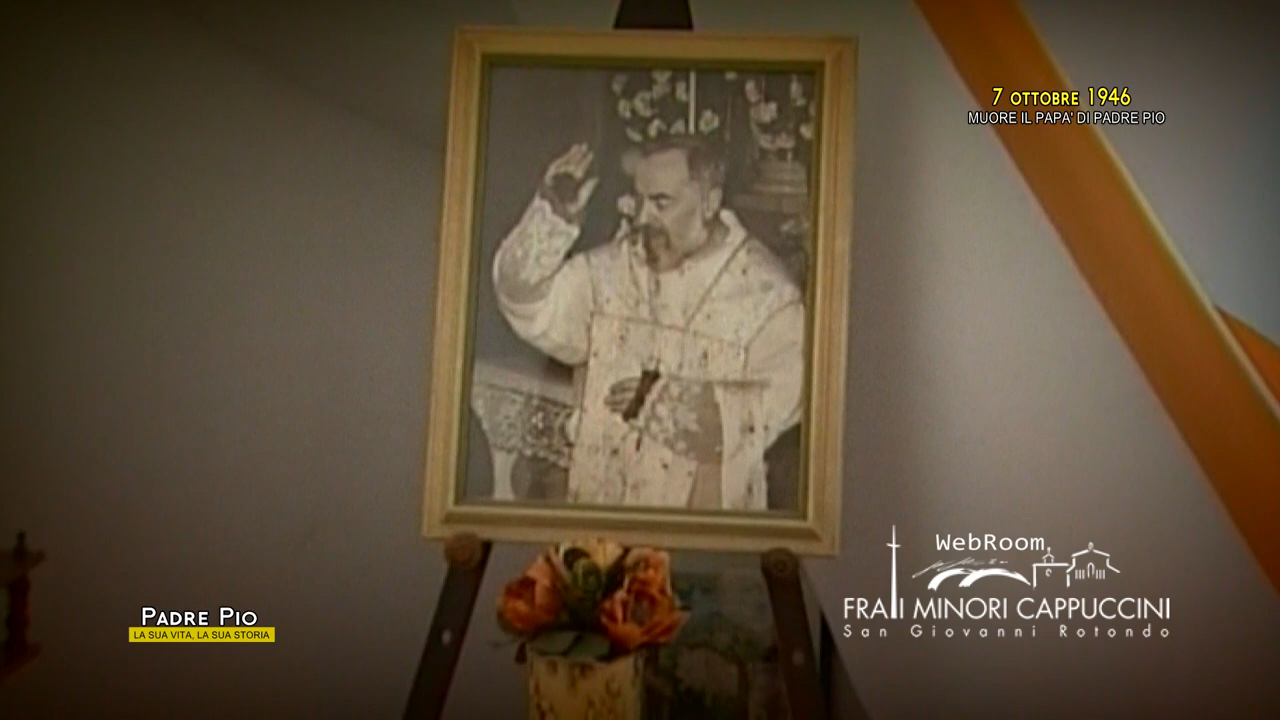 7 OTTOBRE 1946
MUORE IL PAPA' DI PADRE PIO
WebRoom
FRATI MINORI CAPPUCCINI
San Giovanni Rotondo
PADRE PIO
LA SUA VITA, LA SUA STORIA